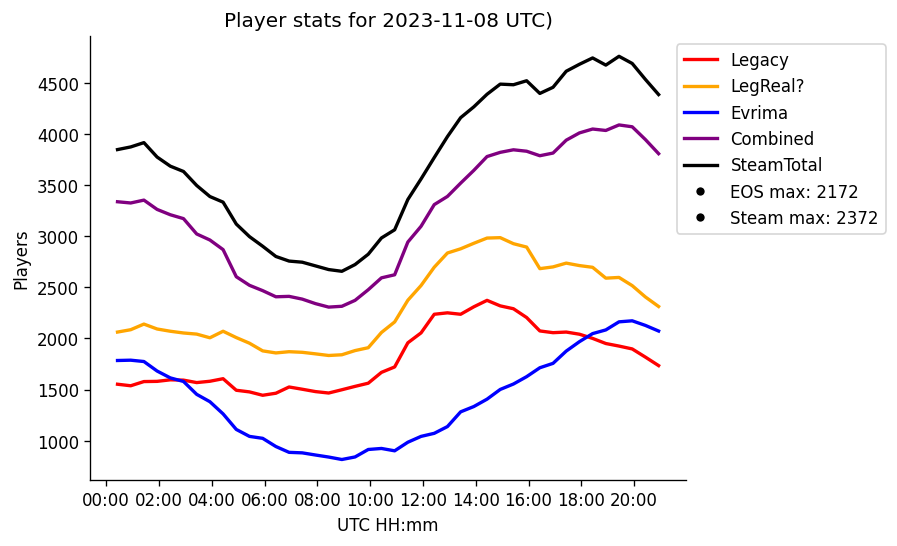 Player stats for 2023-11-08 UTC)
Legacy
LegReal?
Evrima
Combined
SteamTotal
EOS max: 2172
Steam max: 2372
Players
4500
4000
3500
3000
2500
2000
1500
1000
00:00 02:00 04:00 06:00 08:00 10:00 12:00 14:00 16:00 18:00 20:00
UTC HH:mm